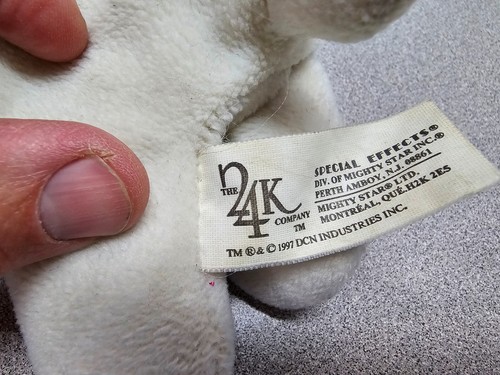 THE 24K COMPANY TM
SPECIAL EFFECTS®
DIV. OF MIGHTY STAR INC.®
PERTH AMBOY, N.J. 08861
MIGHTY STAR® LTD.
MONTRÉAL, QUÉ.H2K 2E5
TM ® & © 1997 DCN INDUSTRIES INC.